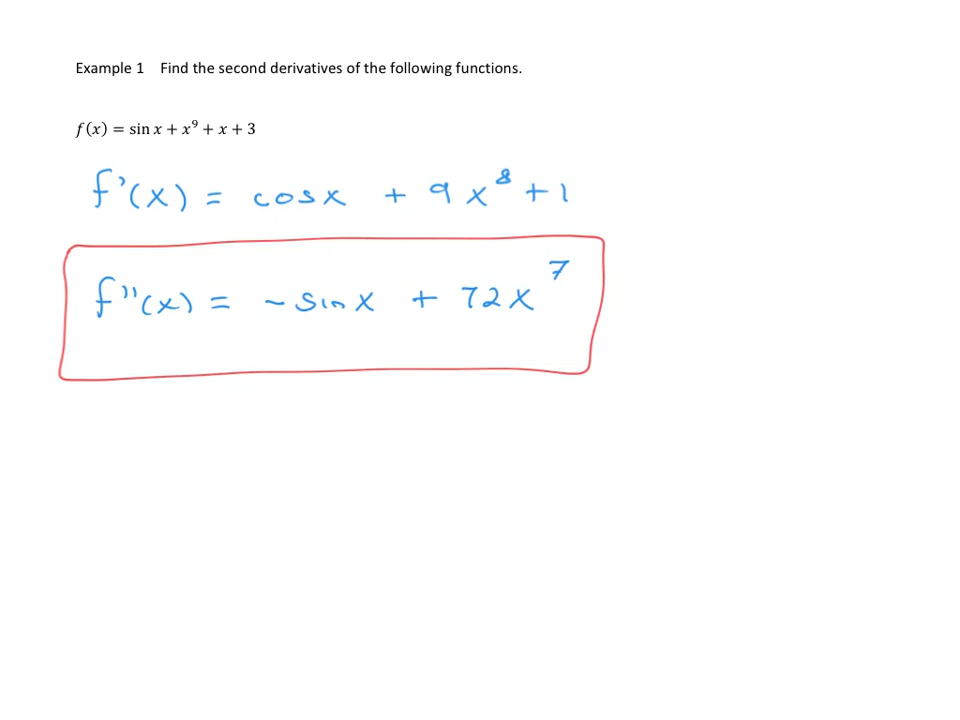 Example 1 Find the second derivatives of the following functions.
f(x) = sin x + x⁹ + x + 3
f'(x) = cosx + 9x⁸ + 1
f''(x) = -sinx + 72x⁷